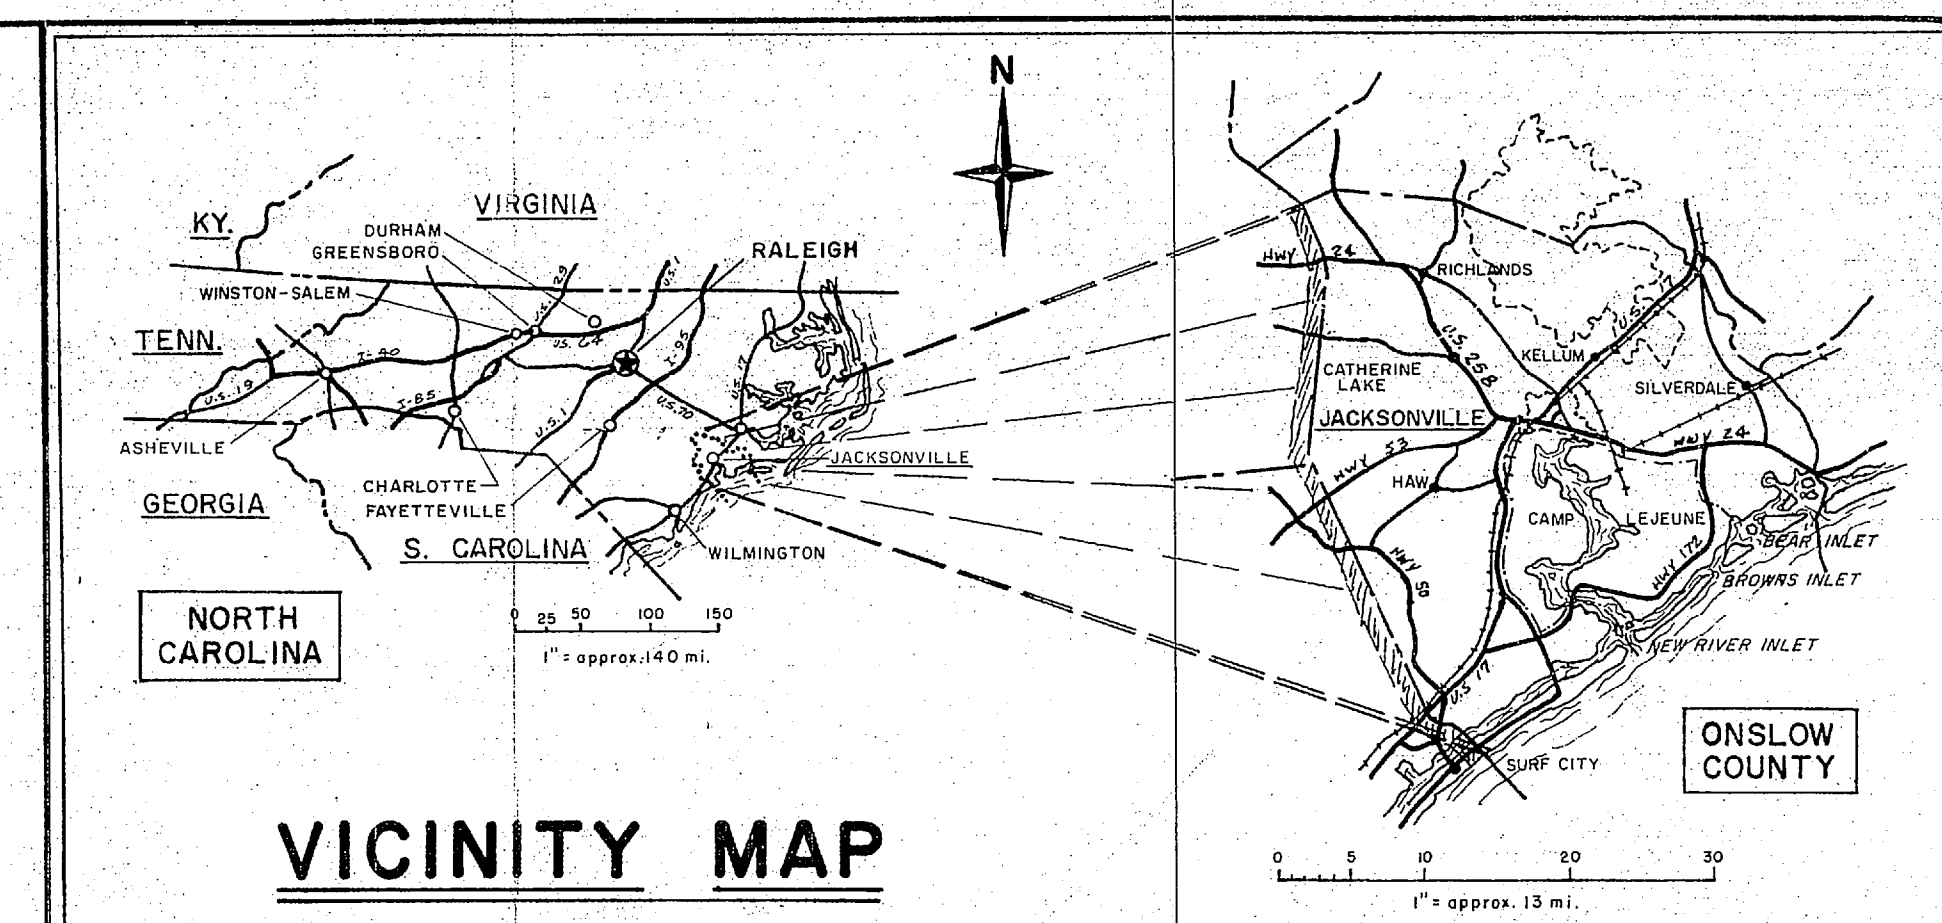 N
KY.
VIRGINIA
DURHAM
GREENSBORO
RALEIGH
WINSTON-SALEM
TENN.
U.S. 29
U.S. 1
I-95
U.S. 64
I-40
U.S. 19
I-85
U.S. 1
U.S. 70
U.S. 17
ASHEVILLE
JACKSONVILLE
CHARLOTTE
FAYETTEVILLE
GEORGIA
S. CAROLINA
WILMINGTON
NORTH
CAROLINA
0 25 50 100 150
1" = approx. 140 mi.
HWY 24
RICHLANDS
U.S. 17
U.S. 258
KELLUM
CATHERINE
LAKE
SILVERDALE
JACKSONVILLE
HWY 24
HWY 53
HAW
CAMP LEJEUNE
BEAR INLET
HWY 172
BROWNS INLET
HWY 50
NEW RIVER INLET
U.S 17
SURF CITY
ONSLOW
COUNTY
VICINITY MAP
0 5 10 20 30
1" = approx. 13 mi.